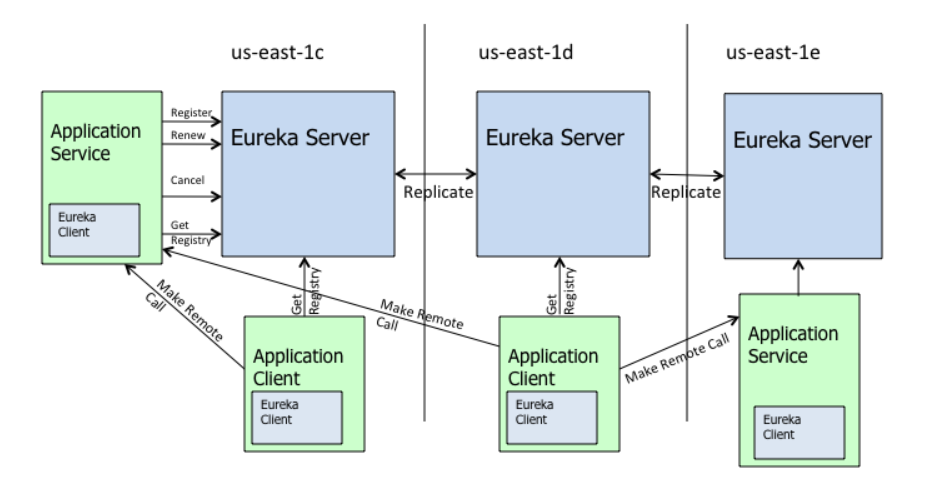 us-east-1c
us-east-1d
us-east-1e
Application
Service
Eureka
Client
Register
Renew
Cancel
Get
Registry
Eureka Server
Replicate
Eureka Server
Replicate
Eureka Server
Make Remote
Call
Get
Registry
Make Remote
Call
Get
Registry
Make Remote Call
Application
Client
Eureka
Client
Application
Client
Eureka
Client
Application
Service
Eureka
Client